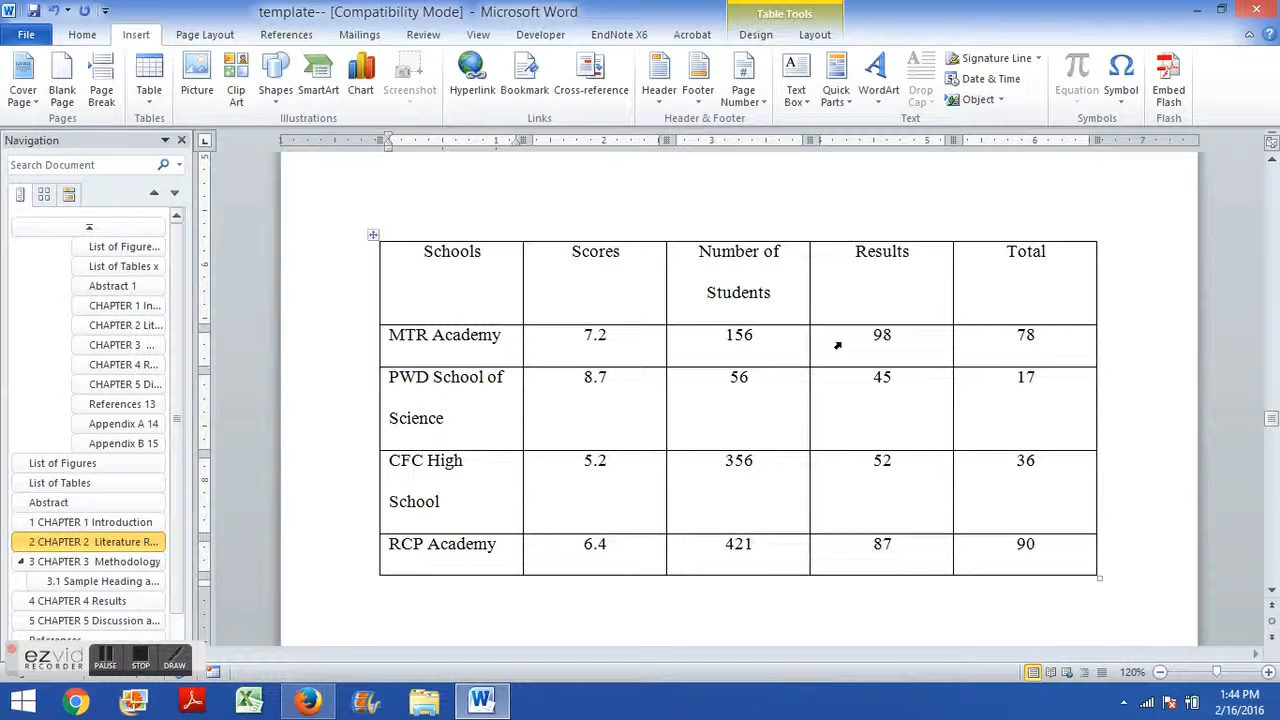 template-- [Compatibility Mode] - Microsoft Word
Table Tools
File Home Insert Page Layout References Mailings Review View Developer EndNote X6 Acrobat Design Layout
Cover Page
Blank Page
Page Break
Pages
Table
Tables
Picture
Clip Art
Shapes
SmartArt
Chart
Screenshot
Illustrations
Hyperlink
Bookmark
Cross-reference
Links
Header
Footer
Page Number
Header & Footer
Text Box
Quick Parts
WordArt
Drop Cap
Signature Line
Date & Time
Object
Text
Equation
Symbol
Symbols
Embed Flash
Flash
Navigation
Search Document
List of Figure...
List of Tables x
Abstract 1
CHAPTER 1 In...
CHAPTER 2 Lit...
CHAPTER 3 ...
CHAPTER 4 R...
CHAPTER 5 Di...
References 13
Appendix A 14
Appendix B 15
List of Figures
List of Tables
Abstract
1 CHAPTER 1 Introduction
2 CHAPTER 2 Literature R...
3 CHAPTER 3 Methodology
3.1 Sample Heading a...
4 CHAPTER 4 Results
5 CHAPTER 5 Discussion a...
References
1 2 3 5 6 7
Schools Scores Number of Students Results Total
MTR Academy 7.2 156 98 78
PWD School of Science 8.7 56 45 17
CFC High School 5.2 356 52 36
RCP Academy 6.4 421 87 90
ezvid
RECORDER
PAUSE STOP DRAW
120%
1:44 PM
2/16/2016